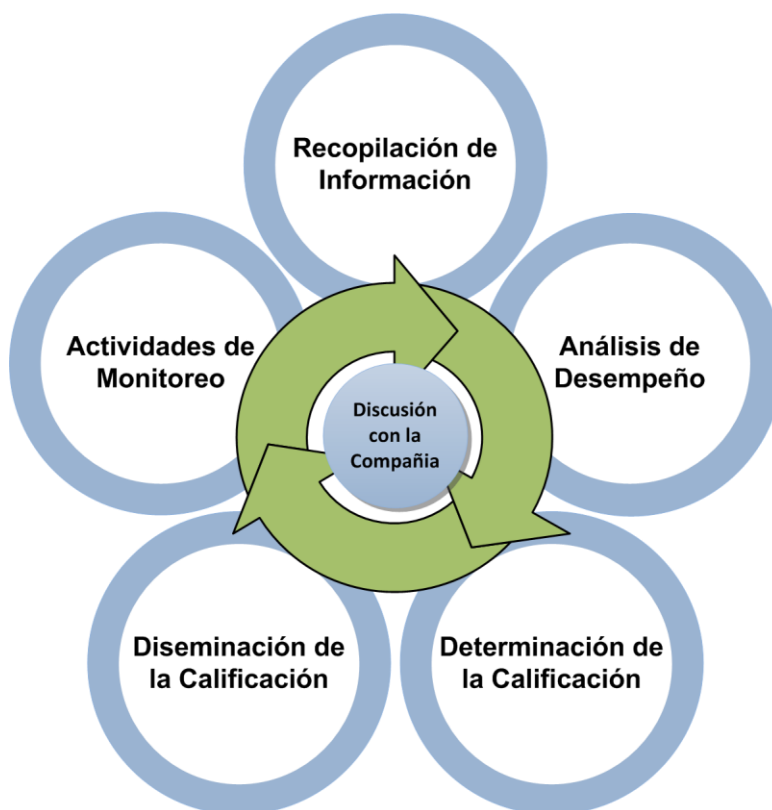 Recopilación de
Información
Actividades de
Monitoreo
Análisis de
Desempeño
Discusión
con la
Compañia
Diseminación de
la Calificación
Determinación de
la Calificación